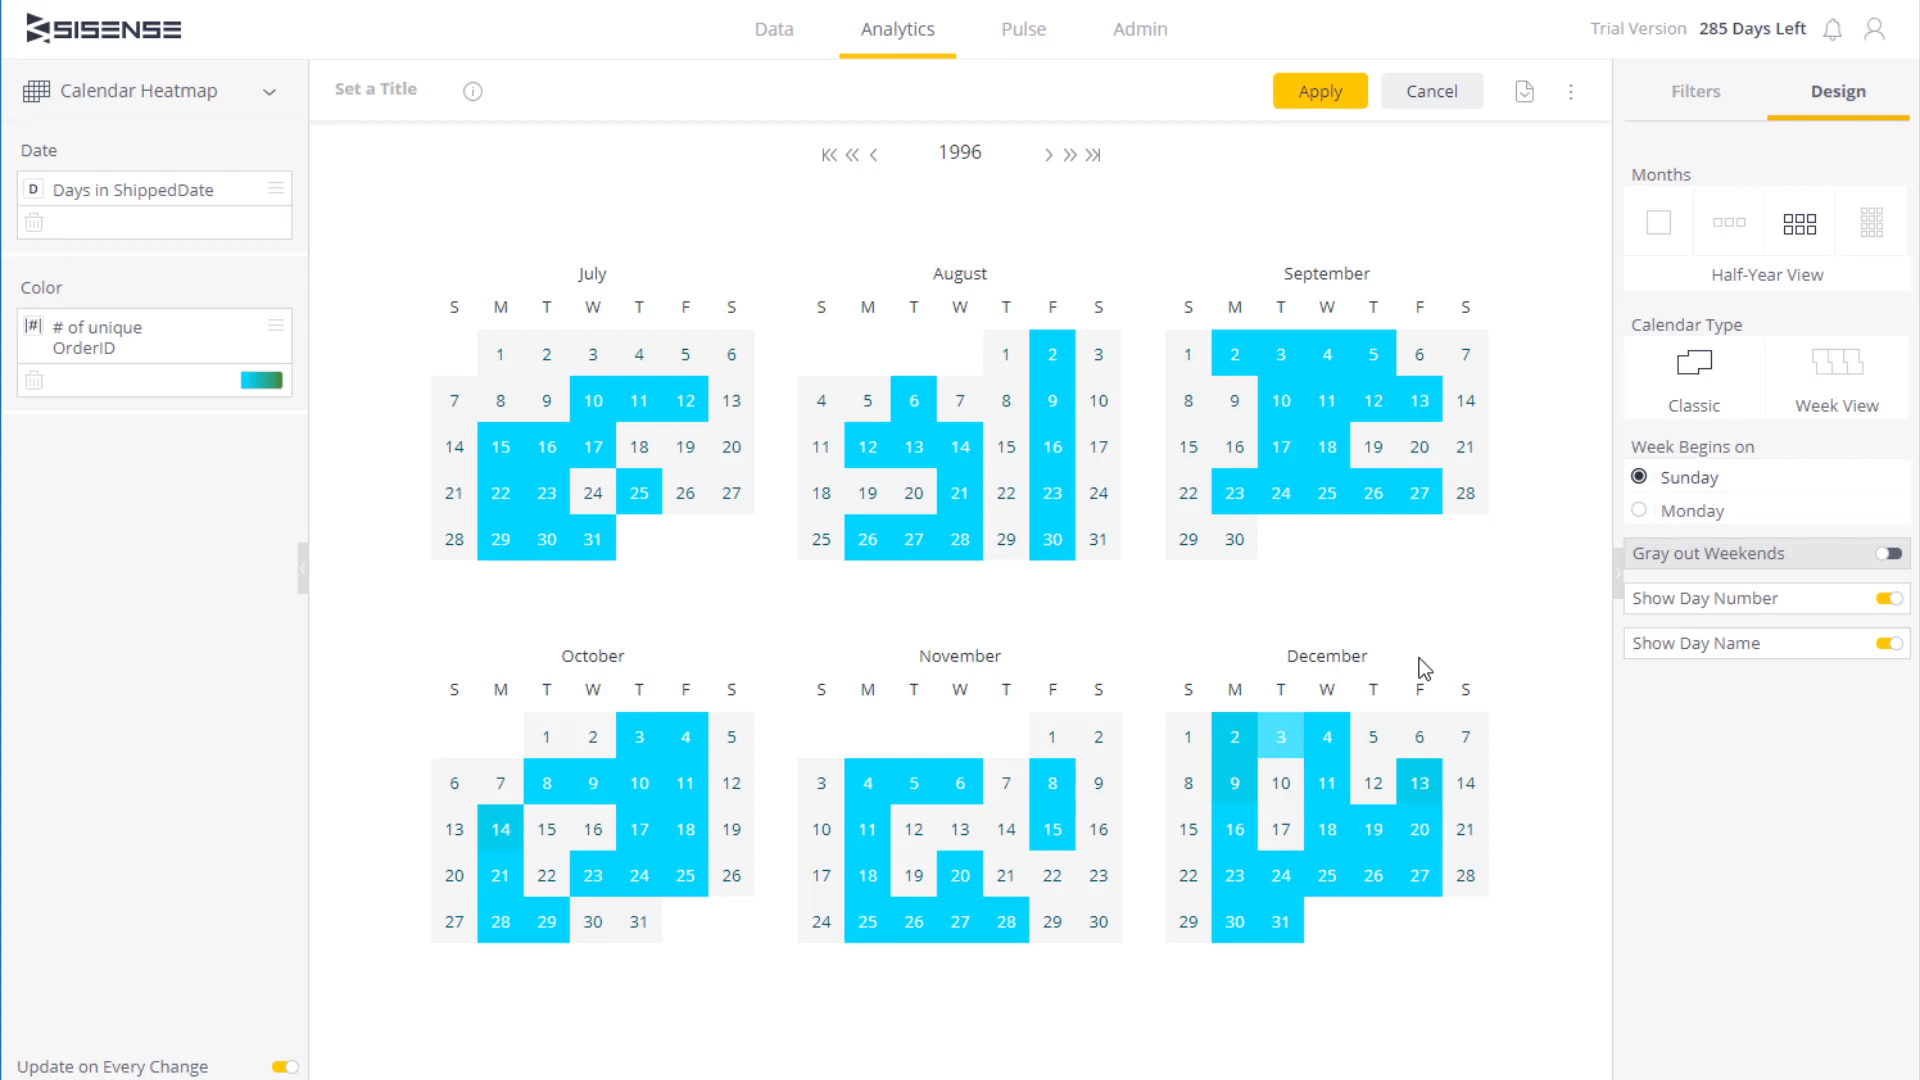 SISENSE
Data Analytics Pulse Admin
Trial Version 285 Days Left
Calendar Heatmap
Date
D Days in ShippedDate
Color
|#| # of unique
OrderID
Update on Every Change
Set a Title
Apply Cancel
1996
July
S M T W T F S
1 2 3 4 5 6
7 8 9 10 11 12 13
14 15 16 17 18 19 20
21 22 23 24 25 26 27
28 29 30 31
August
S M T W T F S
1 2 3
4 5 6 7 8 9 10
11 12 13 14 15 16 17
18 19 20 21 22 23 24
25 26 27 28 29 30 31
September
S M T W T F S
1 2 3 4 5 6 7
8 9 10 11 12 13 14
15 16 17 18 19 20 21
22 23 24 25 26 27 28
29 30
October
S M T W T F S
1 2 3 4 5
6 7 8 9 10 11 12
13 14 15 16 17 18 19
20 21 22 23 24 25 26
27 28 29 30 31
November
S M T W T F S
1 2
3 4 5 6 7 8 9
10 11 12 13 14 15 16
17 18 19 20 21 22 23
24 25 26 27 28 29 30
December
S M T W T F S
1 2 3 4 5 6 7
8 9 10 11 12 13 14
15 16 17 18 19 20 21
22 23 24 25 26 27 28
29 30 31
Filters Design
Months
Half-Year View
Calendar Type
Classic Week View
Week Begins on
Sunday
Monday
Gray out Weekends
Show Day Number
Show Day Name